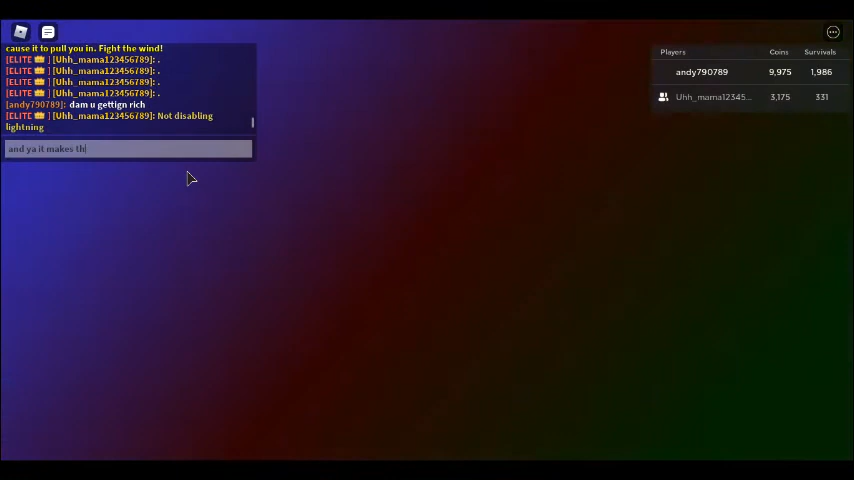 cause it to pull you in. Fight the wind!
[ELITE 👑 ] [Uhh_mama123456789]: .
[ELITE 👑 ] [Uhh_mama123456789]: .
[ELITE 👑 ] [Uhh_mama123456789]: .
[ELITE 👑 ] [Uhh_mama123456789]: .
[andy790789]: dam u gettign rich
[ELITE 👑 ] [Uhh_mama123456789]: Not disabling
lightning
and ya it makes th
Players Coins Survivals
andy790789 9,975 1,986
Uhh_mama12345... 3,175 331